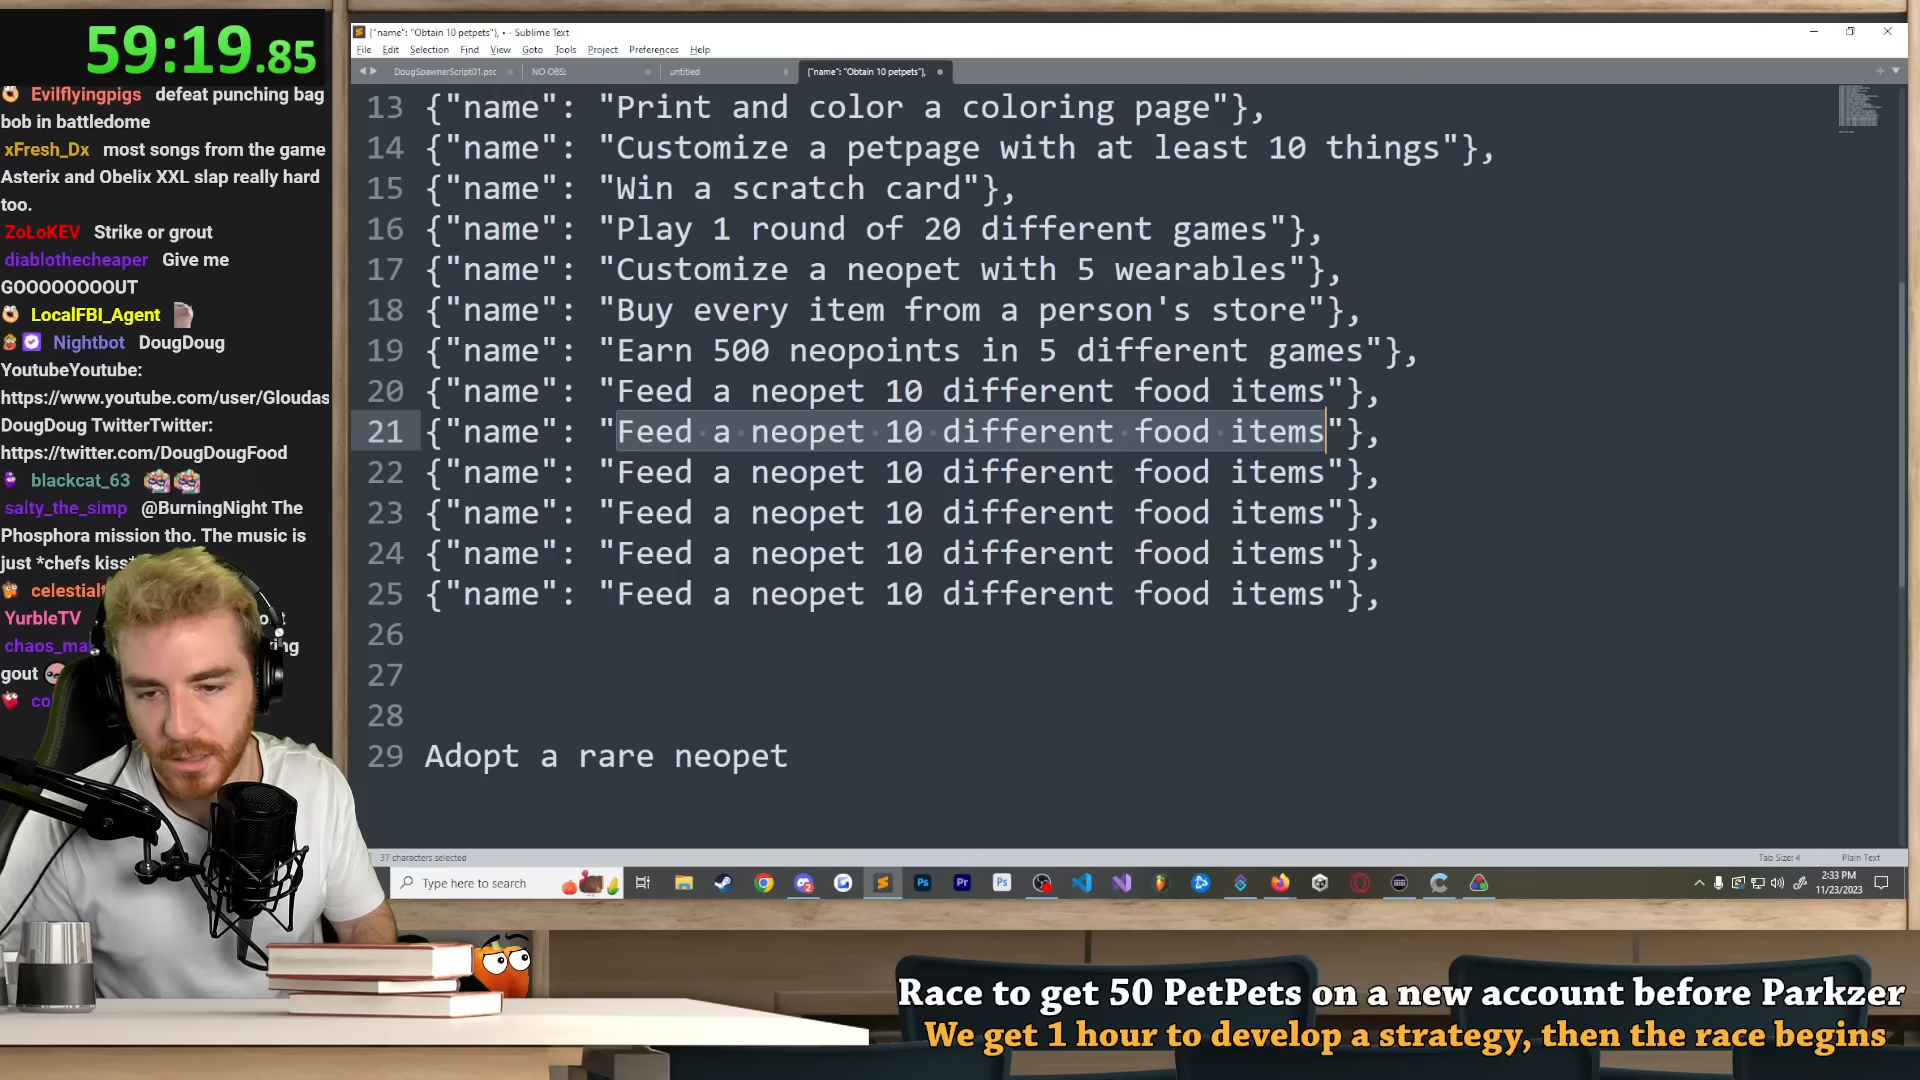 59:19.85
Evilflyingpigs defeat punching bag
bob in battledome
xFresh_Dx most songs from the game
Asterix and Obelix XXL slap really hard
too.
ZoLoKEV Strike or grout
diablothecheaper Give me
GOOOOOOOOUT
LocalFBI_Agent
Nightbot DougDoug
YoutubeYoutube:
https://www.youtube.com/user/Gloudas
DougDoug TwitterTwitter:
https://twitter.com/DougDougFood
blackcat_63
salty_the_simp @BurningNight The
Phosphora mission tho. The music is
just *chefs kiss*
celestialt
YurbleTV
chaos_ma
gout
co
{"name": "Obtain 10 petpets"}, • - Sublime Text
File Edit Selection Find View Goto Tools Project Preferences Help
DougSpawnerScript01.psc NO OBS: untitled {"name": "Obtain 10 petpets"},
13 {"name": "Print and color a coloring page"},
14 {"name": "Customize a petpage with at least 10 things"},
15 {"name": "Win a scratch card"},
16 {"name": "Play 1 round of 20 different games"},
17 {"name": "Customize a neopet with 5 wearables"},
18 {"name": "Buy every item from a person's store"},
19 {"name": "Earn 500 neopoints in 5 different games"},
20 {"name": "Feed a neopet 10 different food items"},
21 {"name": "Feed a neopet 10 different food items"},
22 {"name": "Feed a neopet 10 different food items"},
23 {"name": "Feed a neopet 10 different food items"},
24 {"name": "Feed a neopet 10 different food items"},
25 {"name": "Feed a neopet 10 different food items"},
26
27
28
29 Adopt a rare neopet
37 characters selected Tab Size: 4 Plain Text
Type here to search
2:33 PM
11/23/2023
Race to get 50 PetPets on a new account before Parkzer
We get 1 hour to develop a strategy, then the race begins